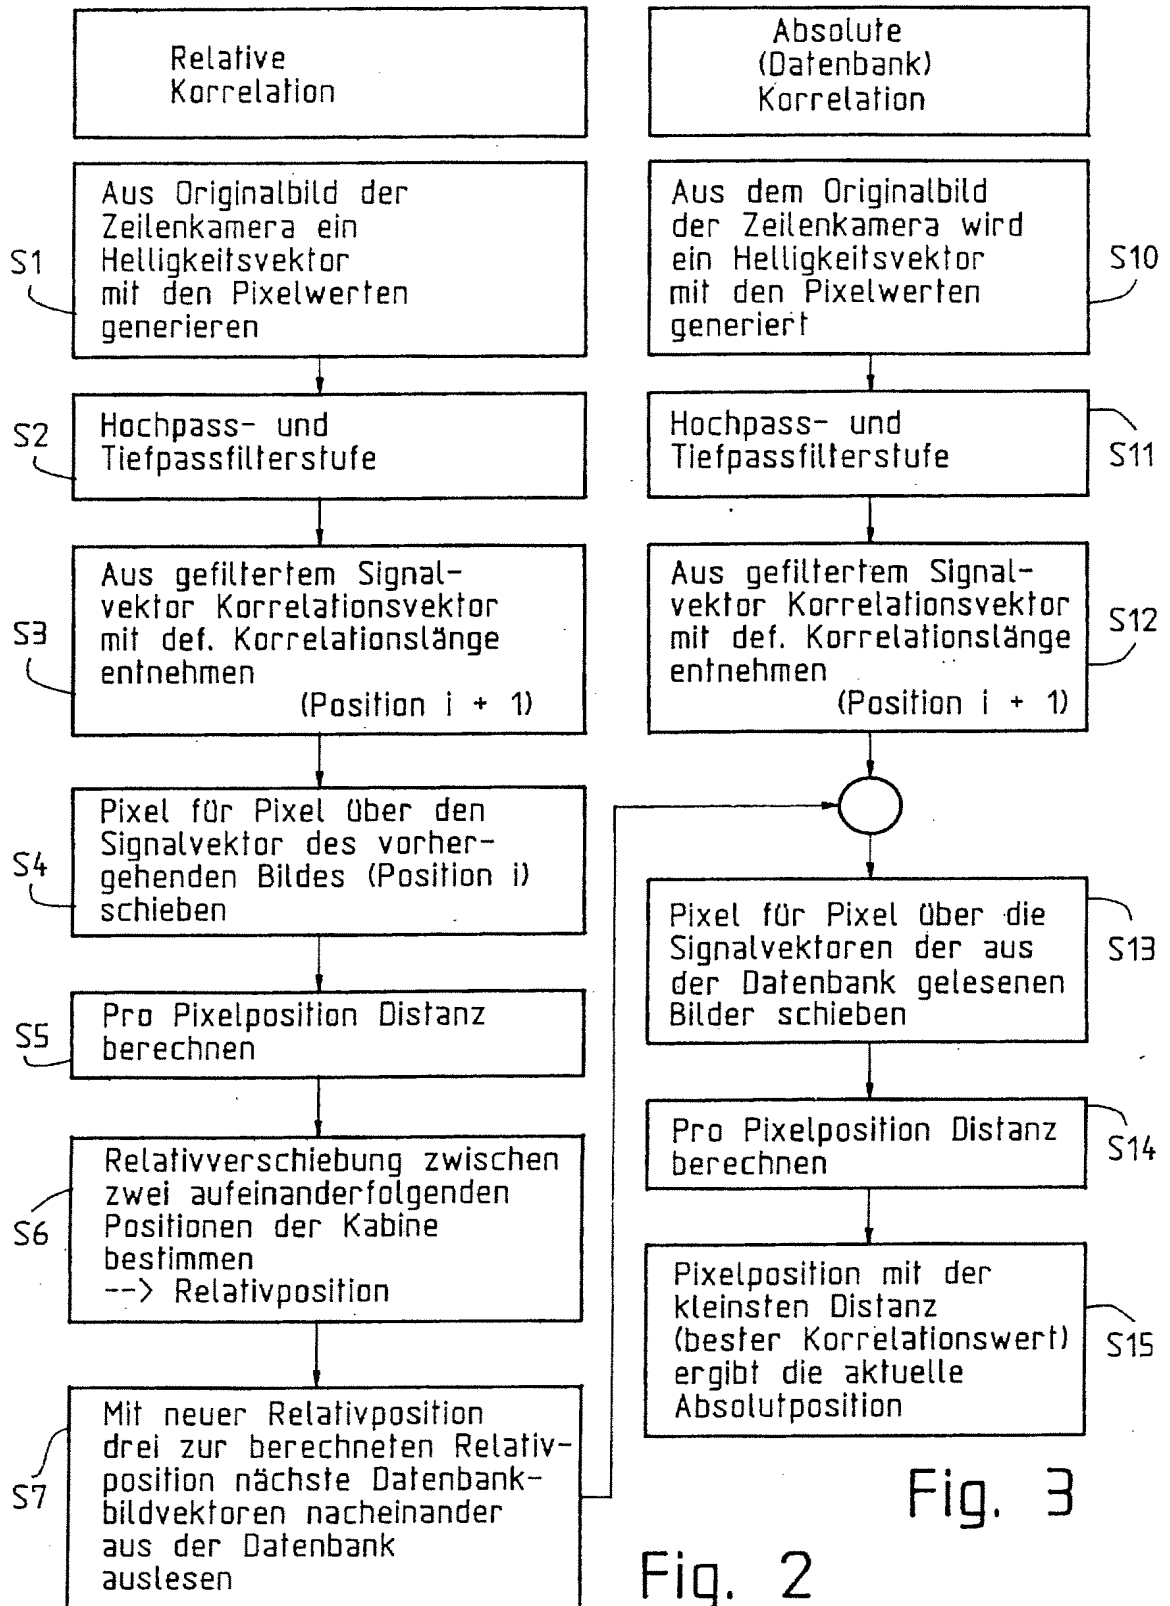 Relative
Korrelation
S1
Aus Originalbild der
Zeilenkamera ein
Helligkeitsvektor
mit den Pixelwerten
generieren
S2
Hochpass- und
Tiefpassfilterstufe
S3
Aus gefiltertem Signal-
vektor Korrelationsvektor
mit def. Korrelationslänge
entnehmen
(Position i + 1)
S4
Pixel für Pixel über den
Signalvektor des vorher-
gehenden Bildes (Position i)
schieben
S5
Pro Pixelposition Distanz
berechnen
S6
Relativverschiebung zwischen
zwei aufeinanderfolgenden
Positionen der Kabine
bestimmen
--> Relativposition
S7
Mit neuer Relativposition
drei zur berechneten Relativ-
position nächste Datenbank-
bildvektoren nacheinander
aus der Datenbank
auslesen
Fig. 2
Absolute
(Datenbank)
Korrelation
Aus dem Originalbild
der Zeilenkamera wird
ein Helligkeitsvektor
mit den Pixelwerten
generiert
S10
Hochpass- und
Tiefpassfilterstufe
S11
Aus gefiltertem Signal-
vektor Korrelationsvektor
mit def. Korrelationslänge
entnehmen
(Position i + 1)
S12
Pixel für Pixel über die
Signalvektoren der aus
der Datenbank gelesenen
Bilder schieben
S13
Pro Pixelposition Distanz
berechnen
S14
Pixelposition mit der
kleinsten Distanz
(bester Korrelationswert)
ergibt die aktuelle
Absolutposition
S15
Fig. 3